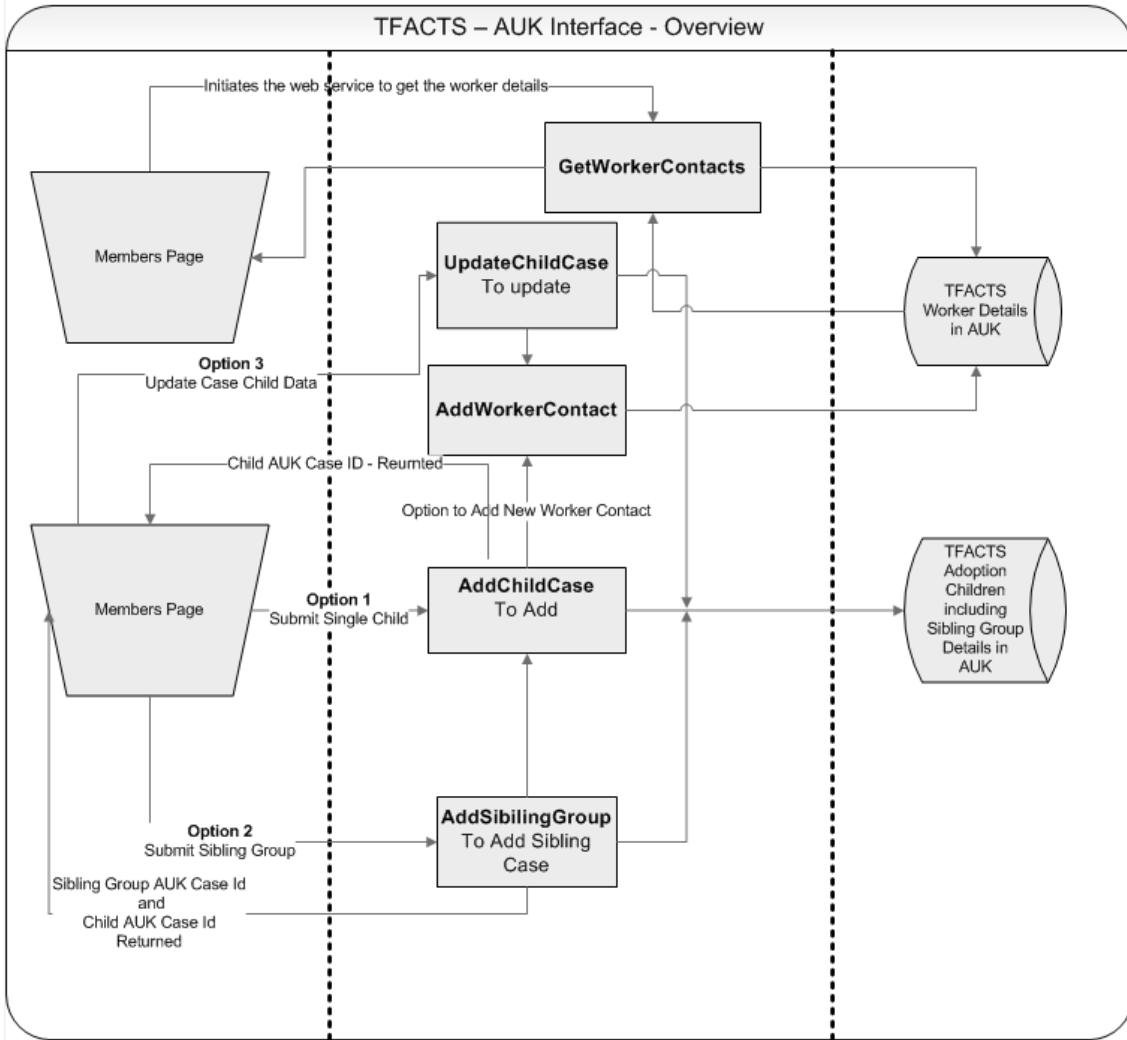 TFACTS – AUK Interface - Overview
Initiates the web service to get the worker details
GetWorkerContacts
Members Page
UpdateChildCase
To update
TFACTS
Worker Details
in AUK
Option 3
Update Case Child Data
AddWorkerContact
Child AUK Case ID - Reurnted
Option to Add New Worker Contact
Members Page
Option 1
Submit Single Child
AddChildCase
To Add
TFACTS
Adoption
Children
including
Sibling Group
Details in
AUK
AddSibilingGroup
To Add Sibling
Case
Option 2
Submit Sibling Group
Sibling Group AUK Case Id
and
Child AUK Case Id
Returned